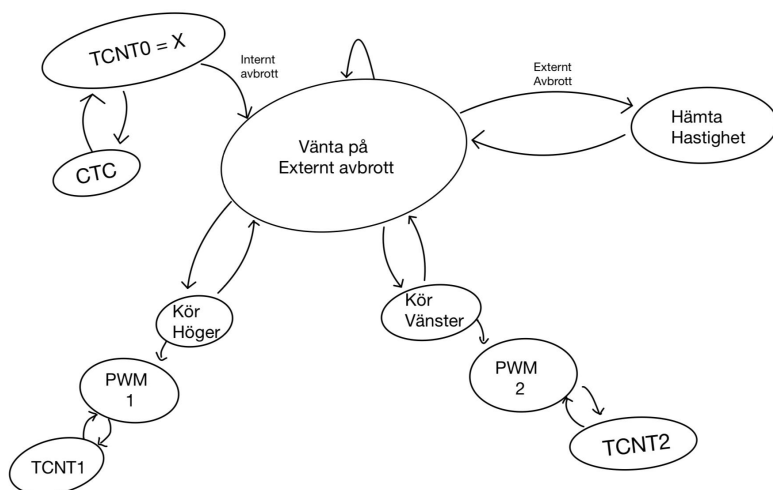 TCNT0 = X
Internt
avbrott
Externt
Avbrott
Hämta
Hastighet
Vänta på
Externt avbrott
CTC
Kör
Höger
Kör
Vänster
PWM
1
PWM
2
TCNT1
TCNT2